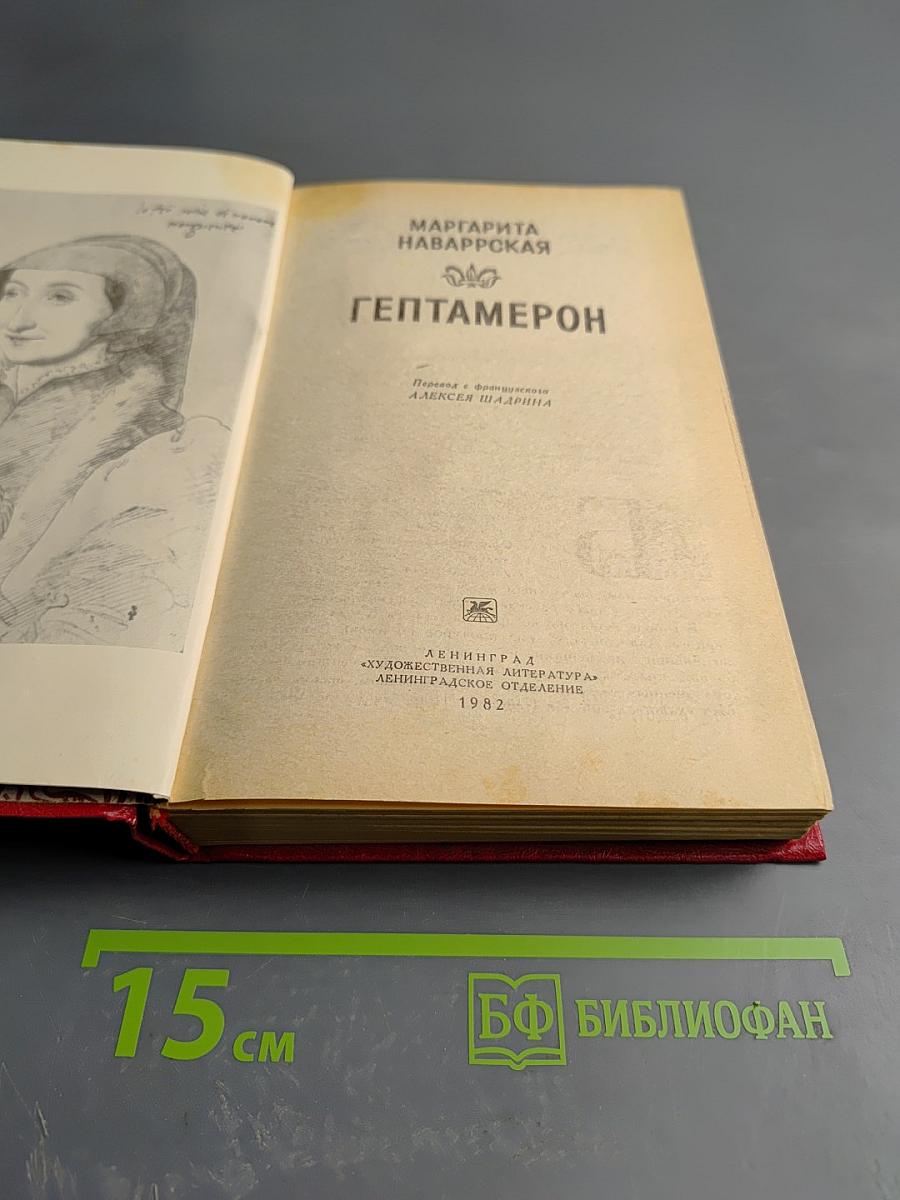 МАРГАРИТА
НАВАРРСКАЯ
ГЕПТАМЕРОН
Перевод с французского
АЛЕКСЕЯ ШАДРИНА
ЛЕНИНГРАД
«ХУДОЖЕСТВЕННАЯ ЛИТЕРАТУРА»
ЛЕНИНГРАДСКОЕ ОТДЕЛЕНИЕ
1982
15 см
БФ БИБЛИОФАН